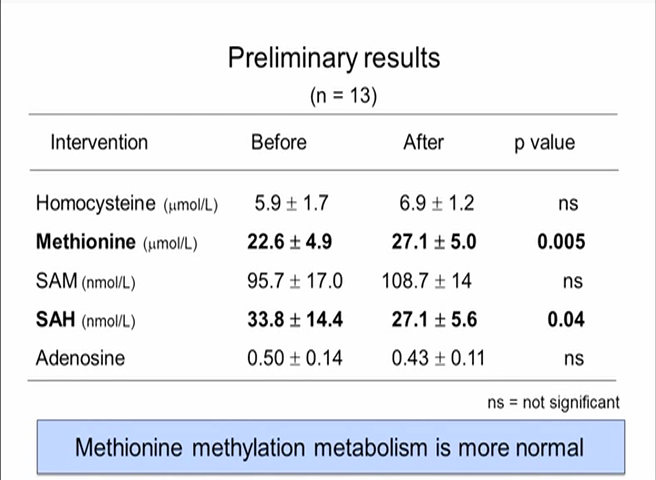 Preliminary results
(n = 13)
Intervention Before After p value
Homocysteine (μmol/L) 5.9 ± 1.7 6.9 ± 1.2 ns
Methionine (μmol/L) 22.6 ± 4.9 27.1 ± 5.0 0.005
SAM (nmol/L) 95.7 ± 17.0 108.7 ± 14 ns
SAH (nmol/L) 33.8 ± 14.4 27.1 ± 5.6 0.04
Adenosine 0.50 ± 0.14 0.43 ± 0.11 ns
ns = not significant
Methionine methylation metabolism is more normal